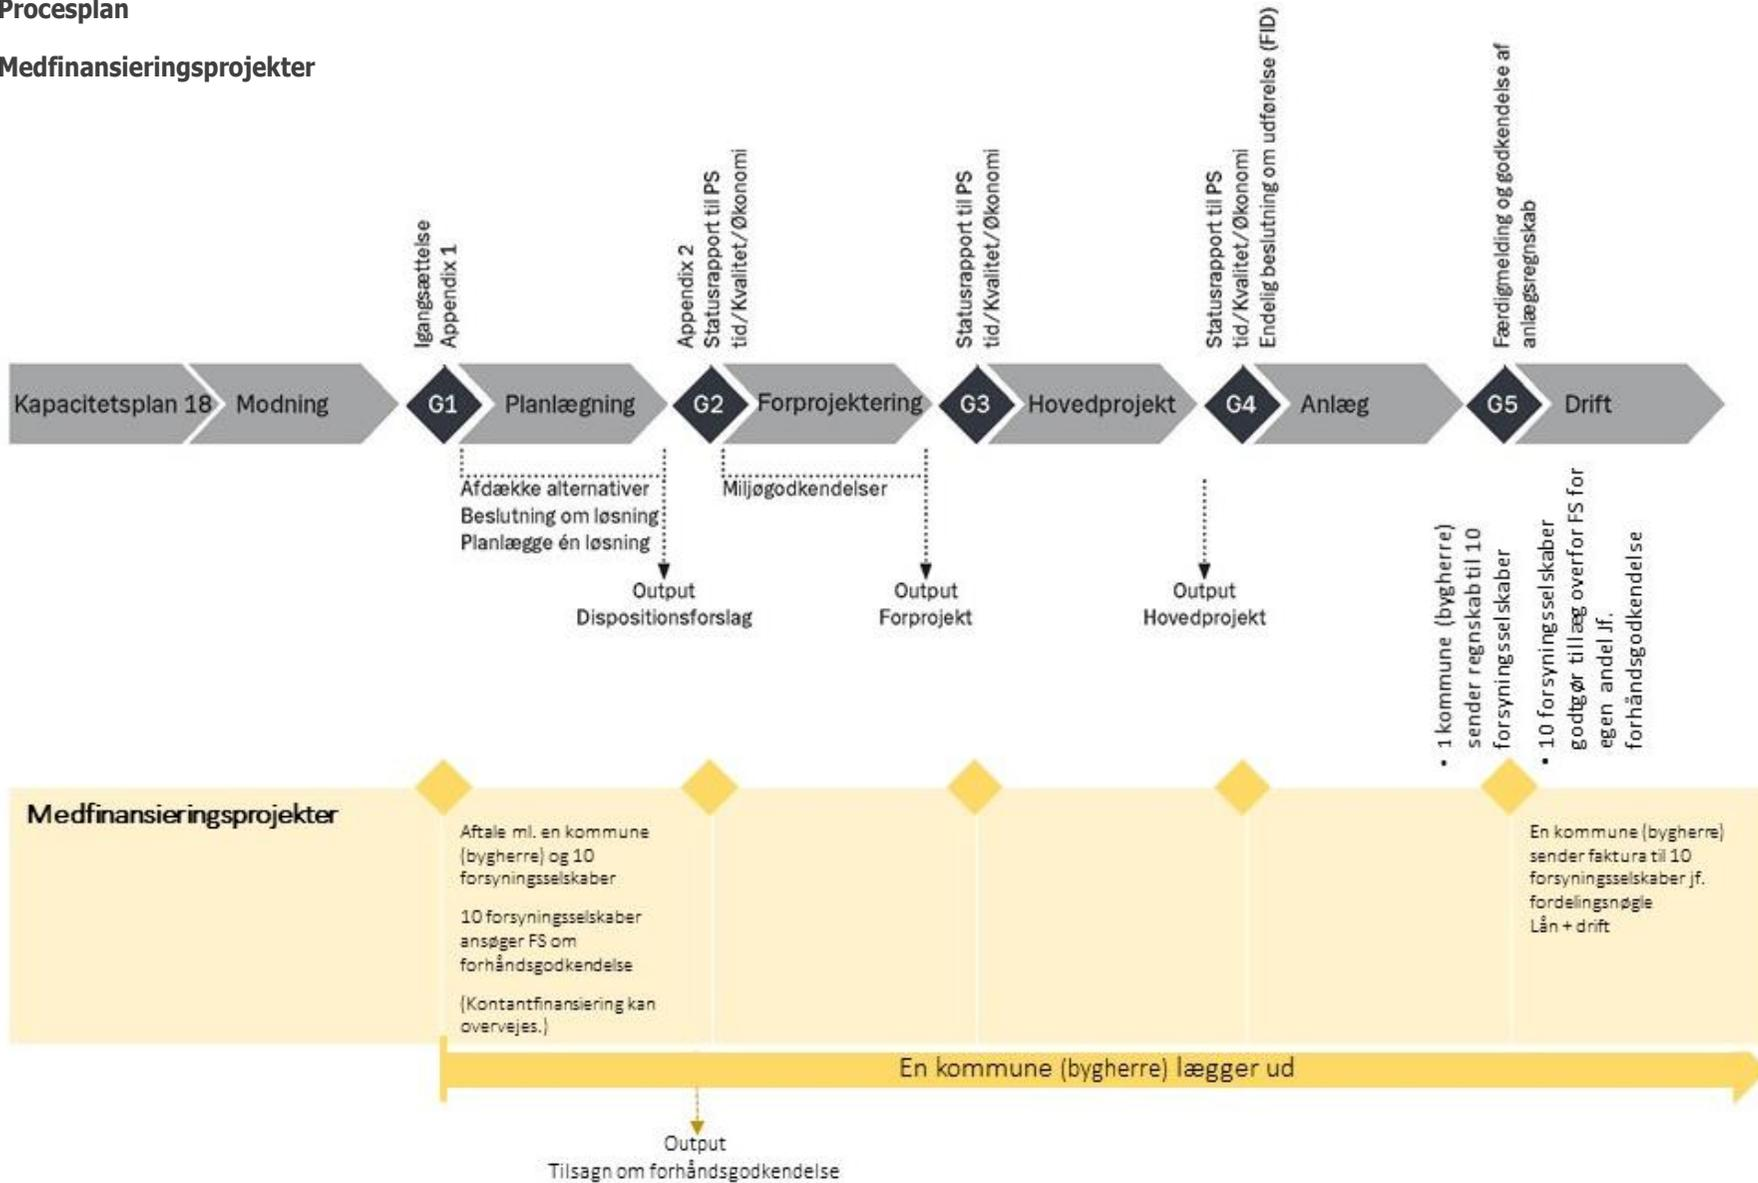 Procesplan
Medfinansieringsprojekter
Igangsættelse
Appendix 1
Appendix 2
Statusrapport til PS
tid/Kvalitet/Økonomi
Statusrapport til PS
tid/Kvalitet/Økonomi
Statusrapport til PS
tid/Kvalitet/Økonomi
Endelig beslutning om udførelse (FID)
Færdigmelding og godkendelse af
anlægsregnskab
Kapacitetsplan 18
Modning
G1
Planlægning
G2
Forprojektering
G3
Hovedprojekt
G4
Anlæg
G5
Drift
Afdække alternativer
Beslutning om løsning
Planlægge én løsning
Miljøgodkendelser
Output
Dispositionsforslag
Output
Forprojekt
Output
Hovedprojekt
• 1 kommune (bygherre)
sender regnskab til 10
forsyningsselskaber
• 10 forsyningsselskaber
godtgør tillæg overfor FS for
egen andel Jf.
forhåndsgodkendelse
Medfinansieringsprojekter
Aftale ml. en kommune
(bygherre) og 10
forsyningsselskaber
10 forsyningsselskaber
ansøger FS om
forhåndsgodkendelse
(Kontantfinansiering kan
overvejes.)
En kommune (bygherre)
sender faktura til 10
forsyningsselskaber jf.
fordelingsnøgle
Lån + drift
En kommune (bygherre) lægger ud
Output
Tilsagn om forhåndsgodkendelse